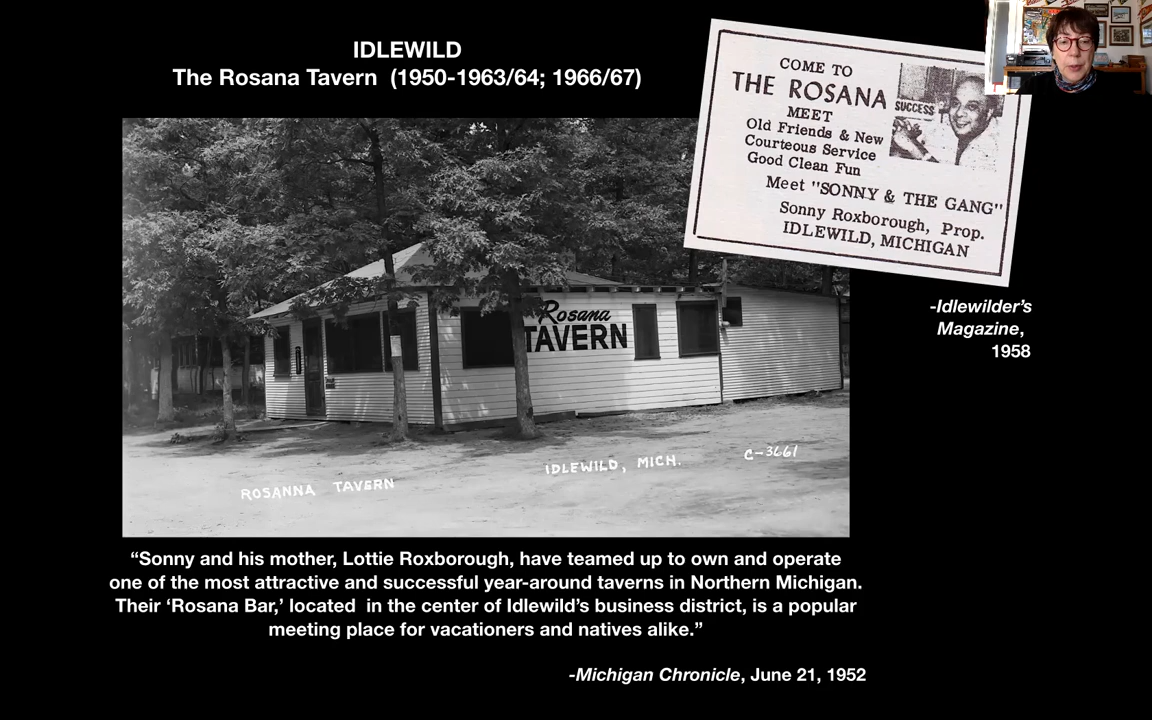 IDLEWILD
The Rosana Tavern (1950-1963/64; 1966/67)
COME TO
THE ROSANA
MEET
Old Friends & New
Courteous Service
Good Clean Fun
SUCCESS
Meet "SONNY & THE GANG"
Sonny Roxborough, Prop.
IDLEWILD, MICHIGAN
-Idlewilder’s
Magazine,
1958
Rosana
TAVERN
ROSANNA TAVERN
IDLEWILD, MICH.
C-3661
“Sonny and his mother, Lottie Roxborough, have teamed up to own and operate
one of the most attractive and successful year-around taverns in Northern Michigan.
Their ‘Rosana Bar,’ located in the center of Idlewild’s business district, is a popular
meeting place for vacationers and natives alike.”
-Michigan Chronicle, June 21, 1952